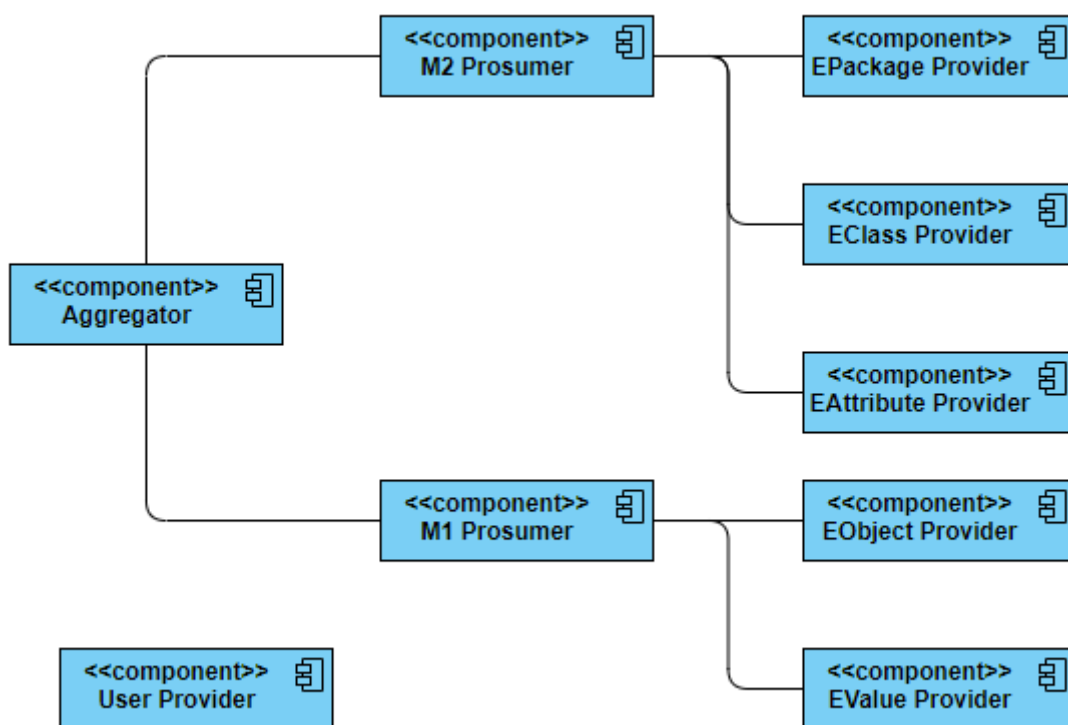 <<component>>
M2 Prosumer
<<component>>
EPackage Provider
<<component>>
EClass Provider
<<component>>
Aggregator
<<component>>
EAttribute Provider
<<component>>
M1 Prosumer
<<component>>
EObject Provider
<<component>>
User Provider
<<component>>
EValue Provider